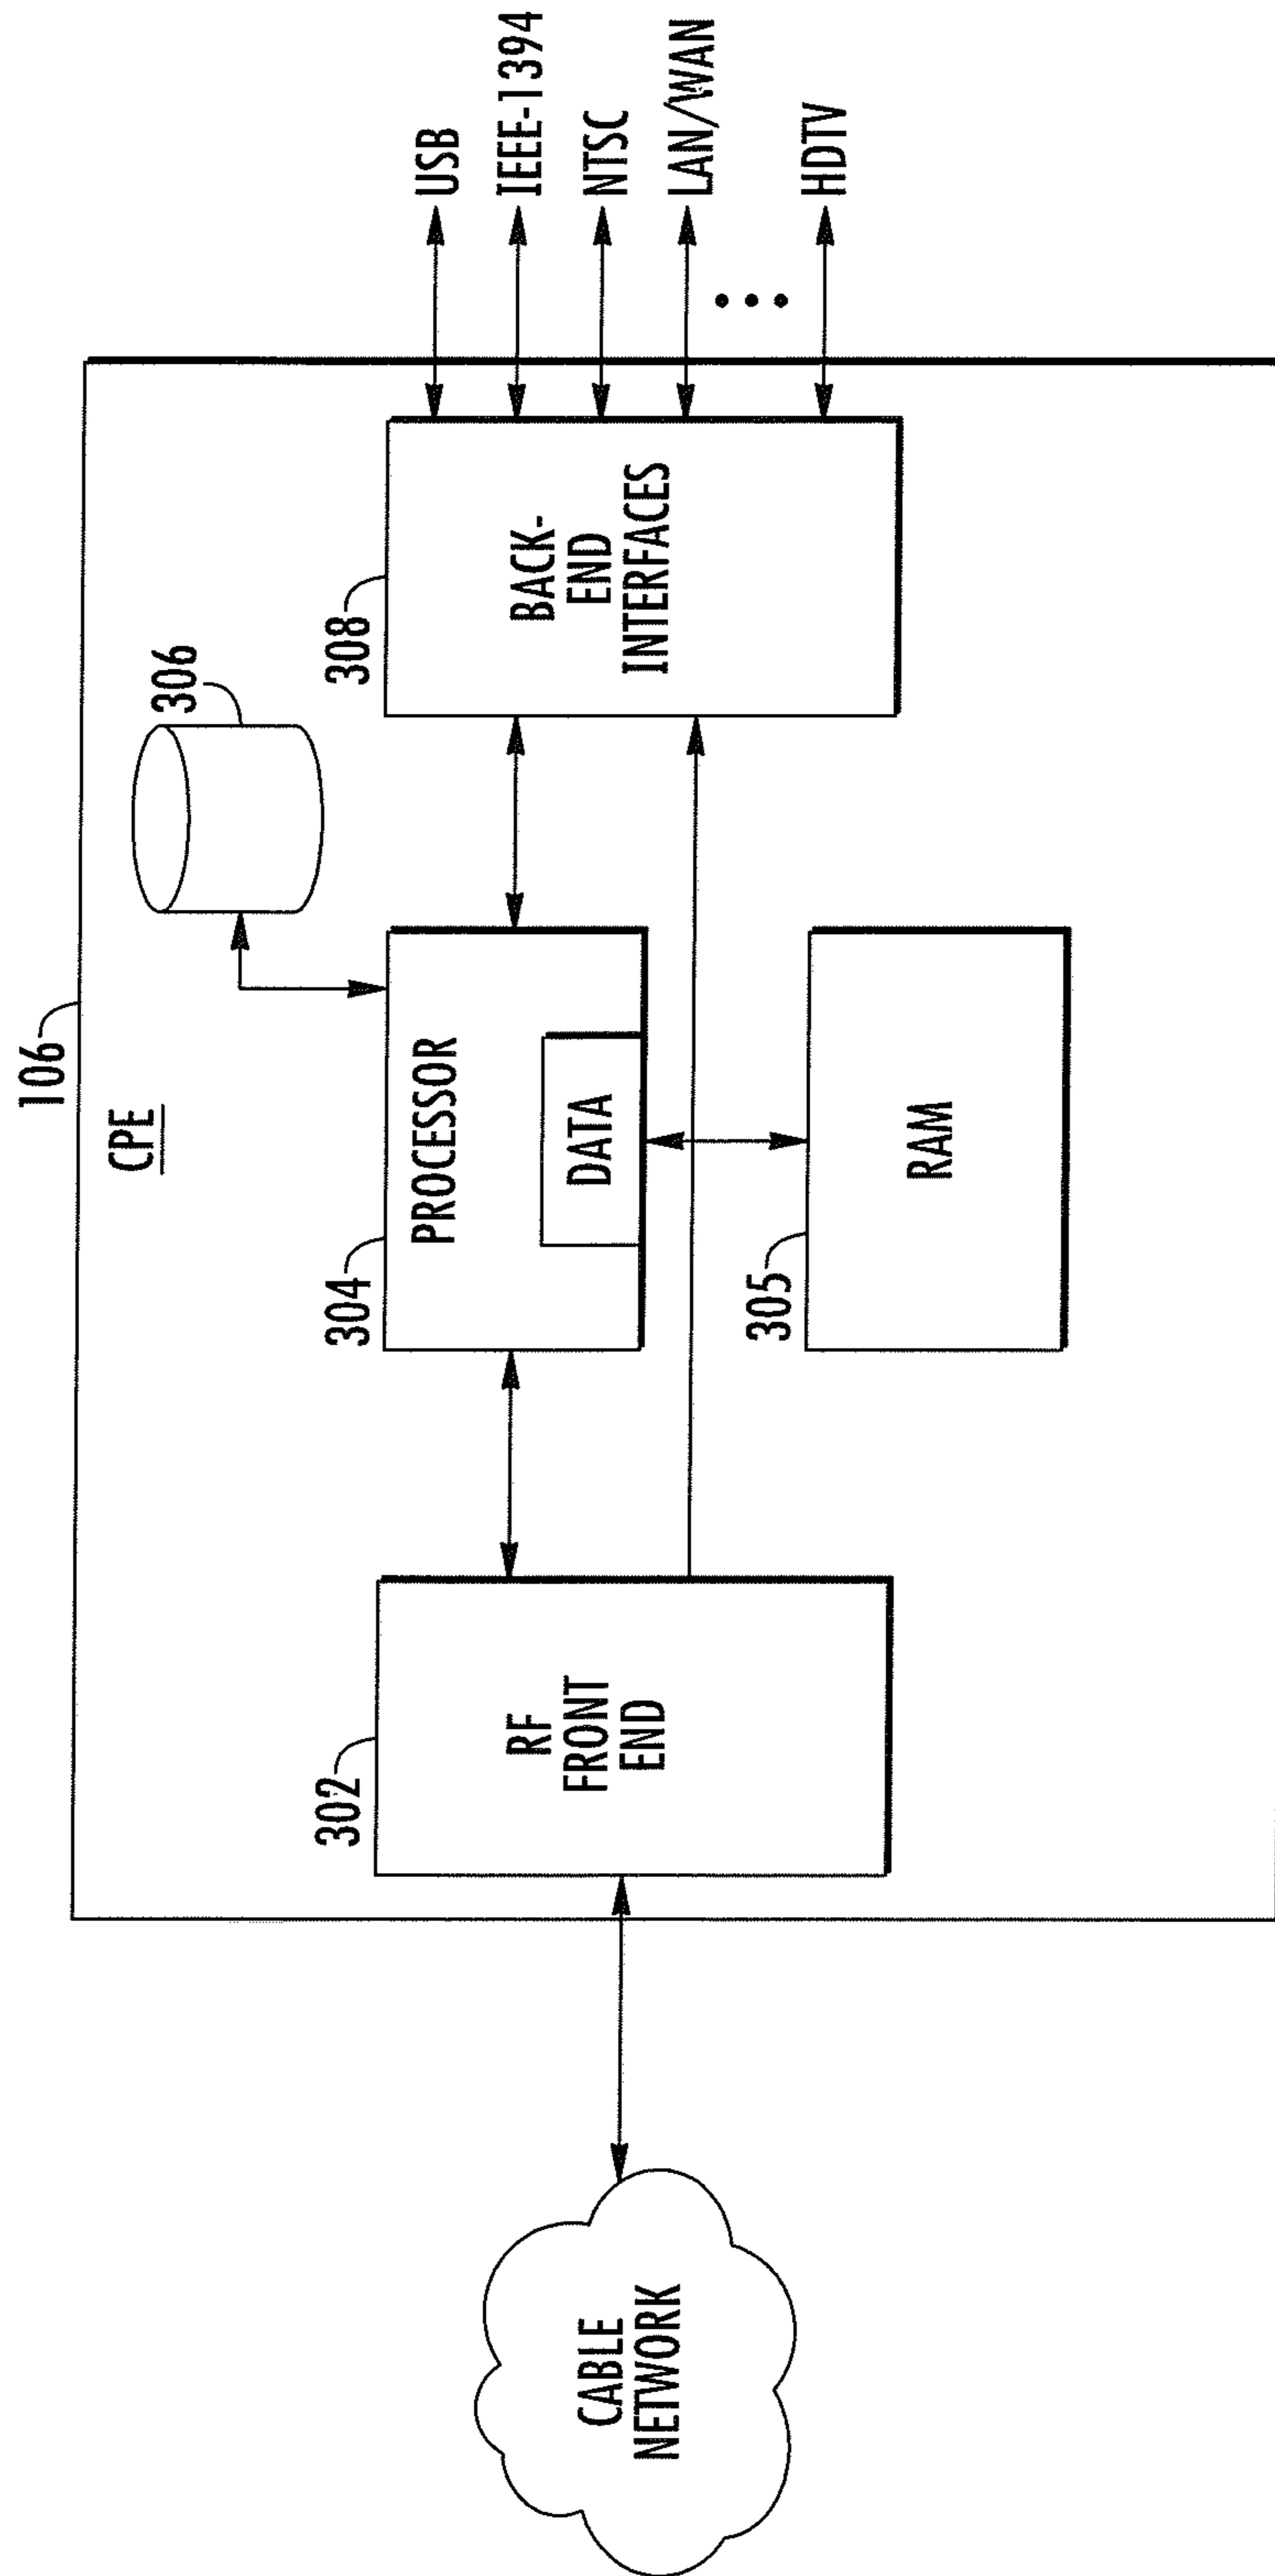 106
CPE
306
304
PROCESSOR
DATA
308
BACK-
END
INTERFACES
USB
IEEE-1394
NTSC
LAN/WAN
HDTV
302
RF
FRONT
END
305
RAM
CABLE
NETWORK